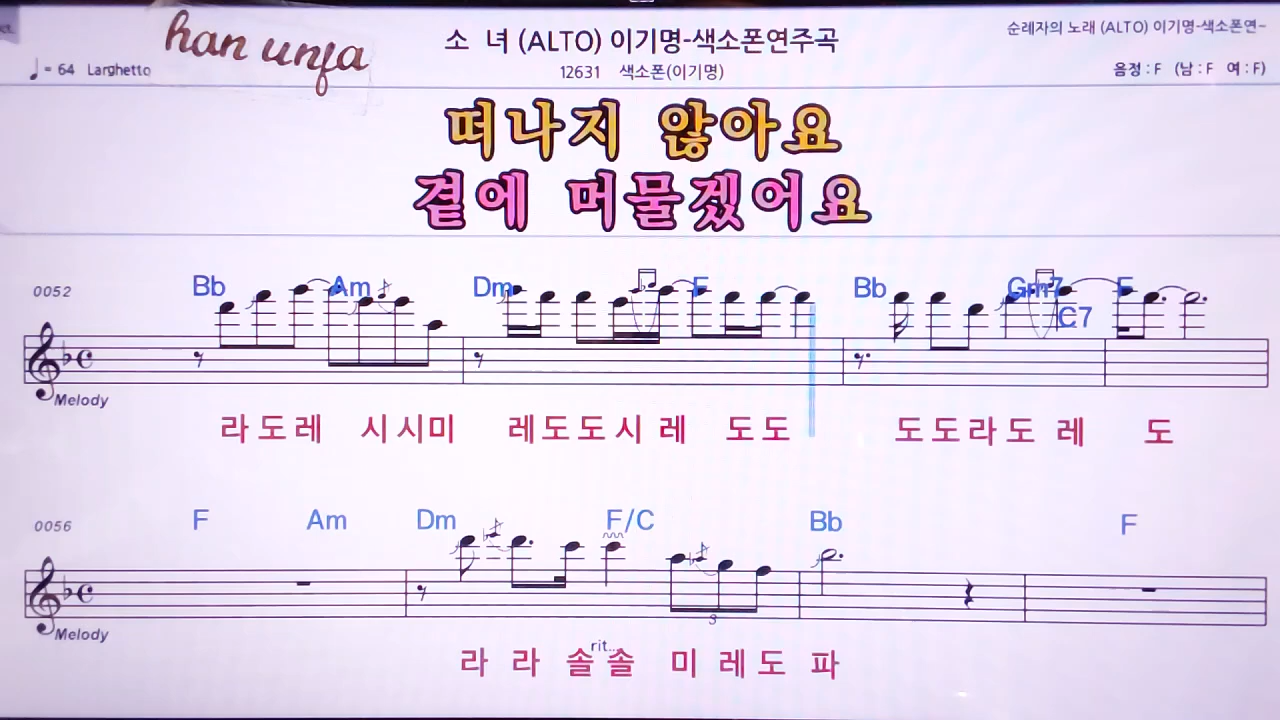 han unfa
소 녀 (ALTO) 이기명-색소폰연주곡
순례자의 노래 (ALTO) 이기명-색소폰연~
♩= 64 Larghetto
12631 색소폰(이기명)
음정 : F (남 : F 여 : F)
떠나지 않아요
곁에 머물겠어요
0052 Bb Am Dm F Bb Gm7 C7 F
Melody
라 도 레 시 시 미 레 도 도 시 레 도 도 도 도 라 도 레 도
0056 F Am Dm F/C Bb F
3
Melody
rit...
라 라 솔 솔 미 레 도 파